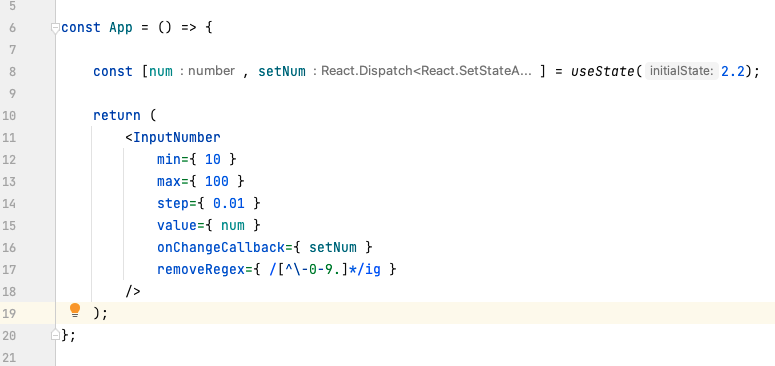 5
6 const App = () => {
7
8 const [num : number , setNum : React.Dispatch<React.SetStateA... ] = useState( initialState: 2.2);
9
10 return (
11 <InputNumber
12 min={ 10 }
13 max={ 100 }
14 step={ 0.01 }
15 value={ num }
16 onChangeCallback={ setNum }
17 removeRegex={ /[^\-0-9.]*/ig }
18 />
19 );
20 };
21